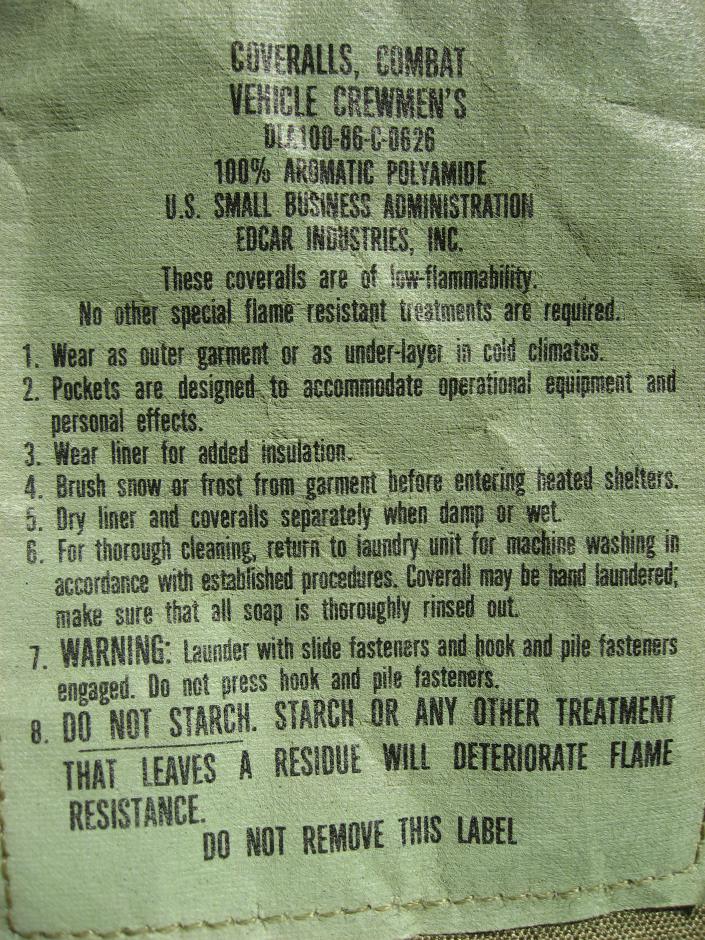 COVERALLS, COMBAT
VEHICLE CREWMEN'S
DLA100-86-C-0626
100% AROMATIC POLYAMIDE
U.S. SMALL BUSINESS ADMINISTRATION
EDCAR INDUSTRIES, INC.
These coveralls are of low-flammability.
No other special flame resistant treatments are required.
1. Wear as outer garment or as under-layer in cold climates.
2. Pockets are designed to accommodate operational equipment and
personal effects.
3. Wear liner for added insulation.
4. Brush snow or frost from garment before entering heated shelters.
5. Dry liner and coveralls separately when damp or wet.
6. For thorough cleaning, return to laundry unit for machine washing in
accordance with established procedures. Coverall may be hand laundered;
make sure that all soap is thoroughly rinsed out.
7. WARNING: Launder with slide fasteners and hook and pile fasteners
engaged. Do not press hook and pile fasteners.
8. DO NOT STARCH. STARCH OR ANY OTHER TREATMENT
THAT LEAVES A RESIDUE WILL DETERIORATE FLAME
RESISTANCE.
DO NOT REMOVE THIS LABEL